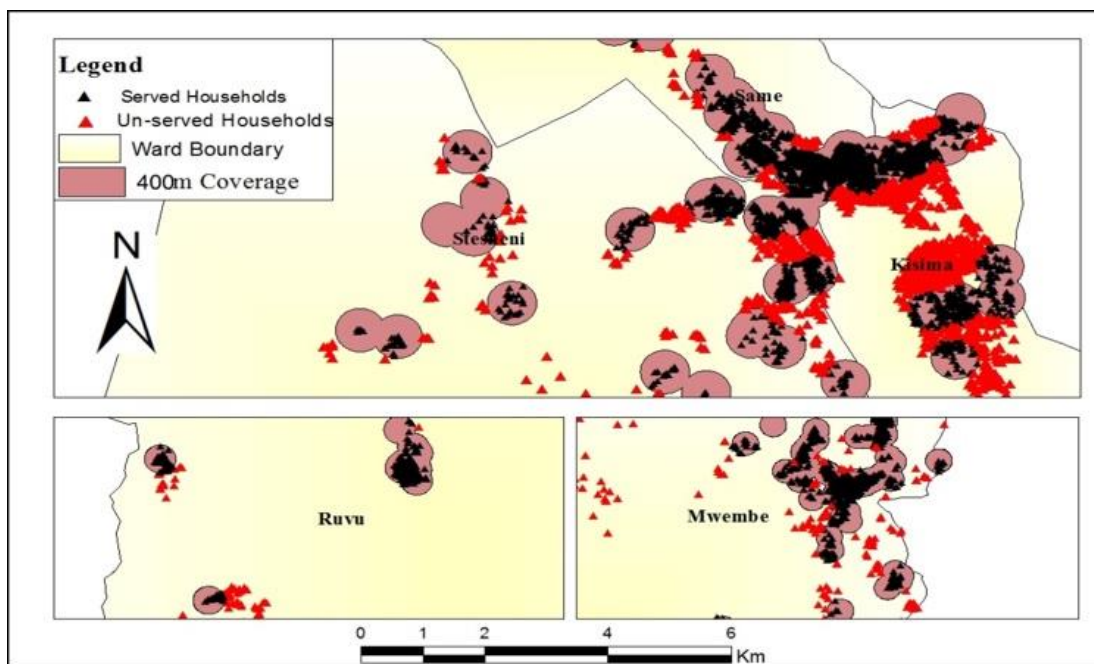 Legend
Served Households
Un-served Households
Ward Boundary
400m Coverage
N
Same
Stesheni
Kisima
Ruvu
Mwembe
0 1 2 4 6
Km